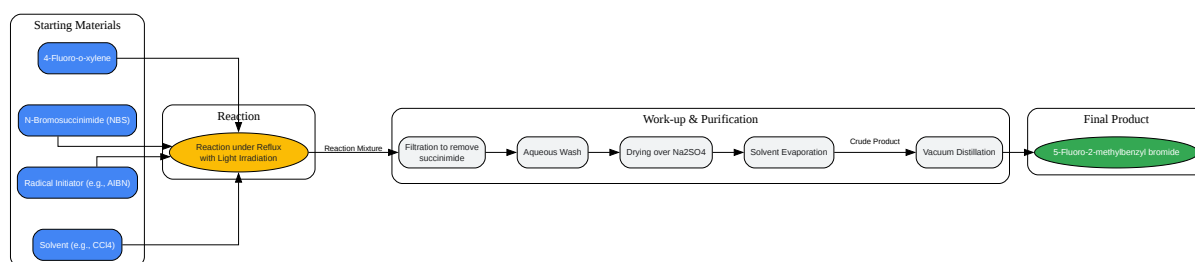 Starting Materials
4-Fluoro-o-xylene
N-Bromosuccinimide (NBS)
Radical Initiator (e.g., AIBN)
Solvent (e.g., CCl4)
Reaction
Reaction under Reflux
with Light Irradiation
Reaction Mixture
Work-up & Purification
Filtration to remove
succinimide
Aqueous Wash
Drying over Na2SO4
Solvent Evaporation
Crude Product
Vacuum Distillation
Final Product
5-Fluoro-2-methylbenzyl bromide